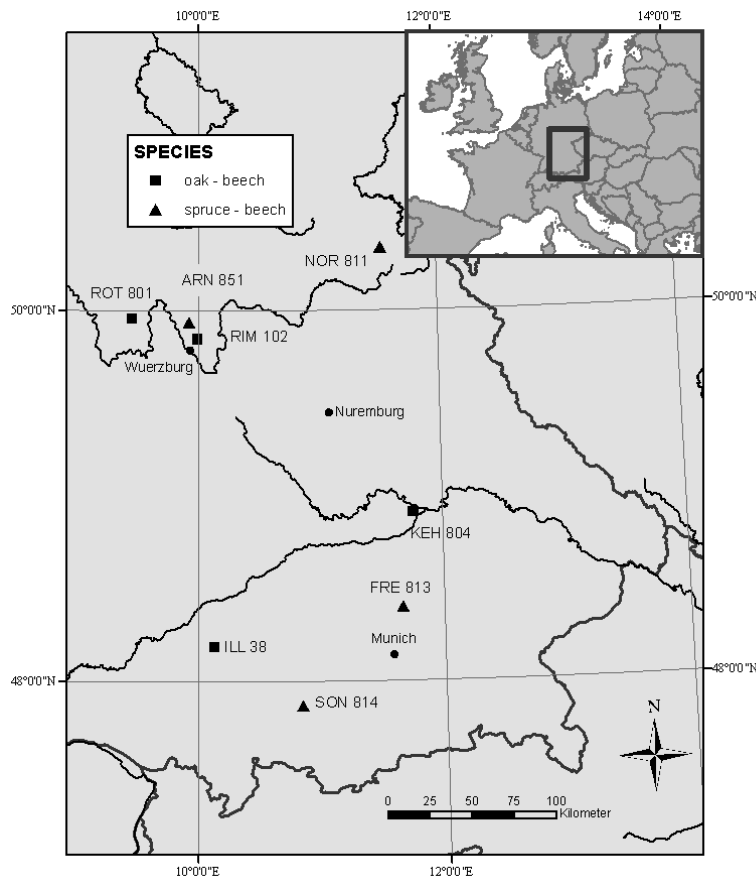 10°0'0"E
12°0'0"E
14°0'0"E
SPECIES
oak - beech
spruce - beech
NOR 811
ARN 851
ROT 801
50°0'0"N
50°0'0"N
RIM 102
Wuerzburg
Nuremburg
KEH 804
FRE 813
Munich
ILL 38
48°0'0"N
48°0'0"N
SON 814
N
0 25 50 75 100
Kilometer
10°0'0"E
12°0'0"E